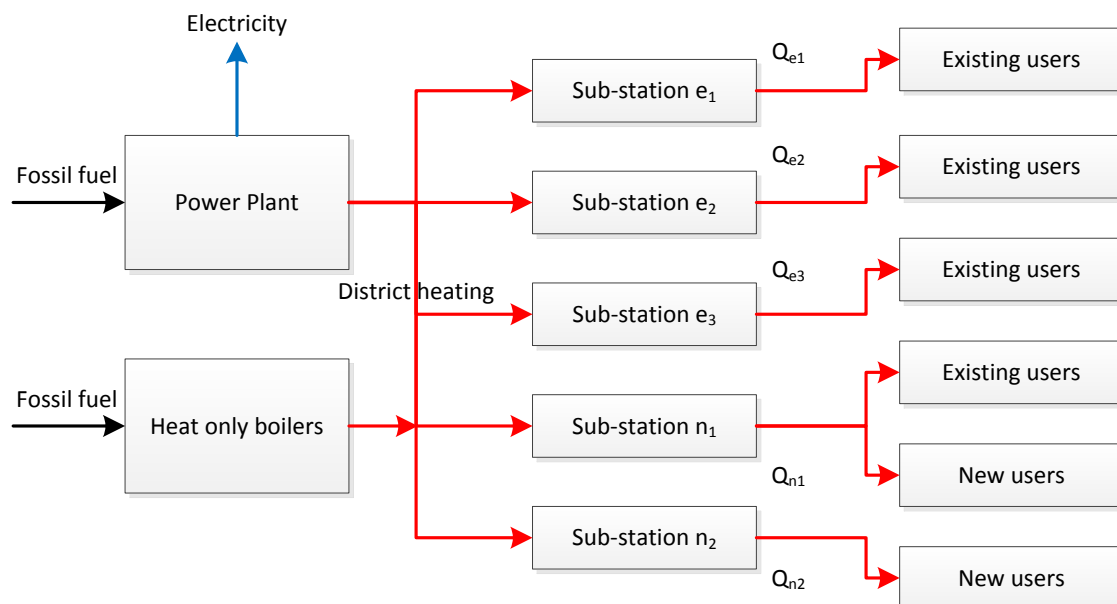 Electricity
Fossil fuel
Power Plant
District heating
Fossil fuel
Heat only boilers
Sub-station e₁
Sub-station e₂
Sub-station e₃
Sub-station n₁
Sub-station n₂
Qₑ₁
Qₑ₂
Qₑ₃
Qₙ₁
Qₙ₂
Existing users
Existing users
Existing users
Existing users
New users
New users